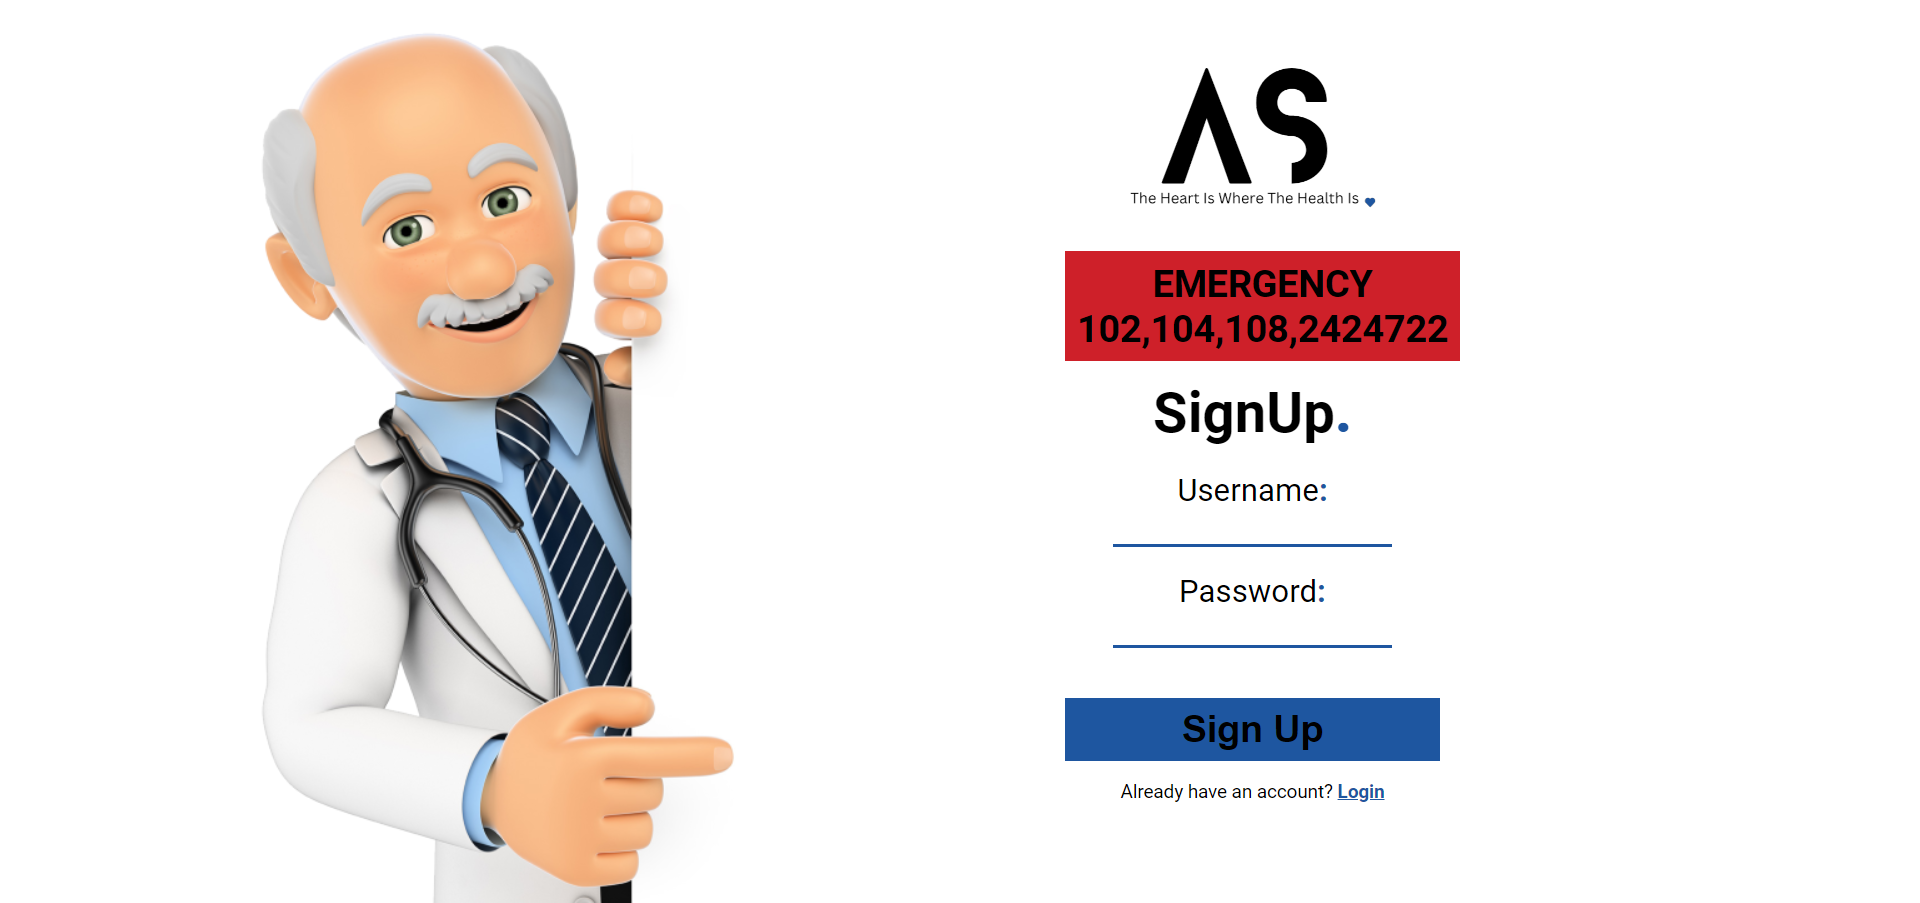 AS
The Heart Is Where The Health Is
EMERGENCY
102,104,108,2424722
SignUp.
Username:
Password:
Sign Up
Already have an account? Login